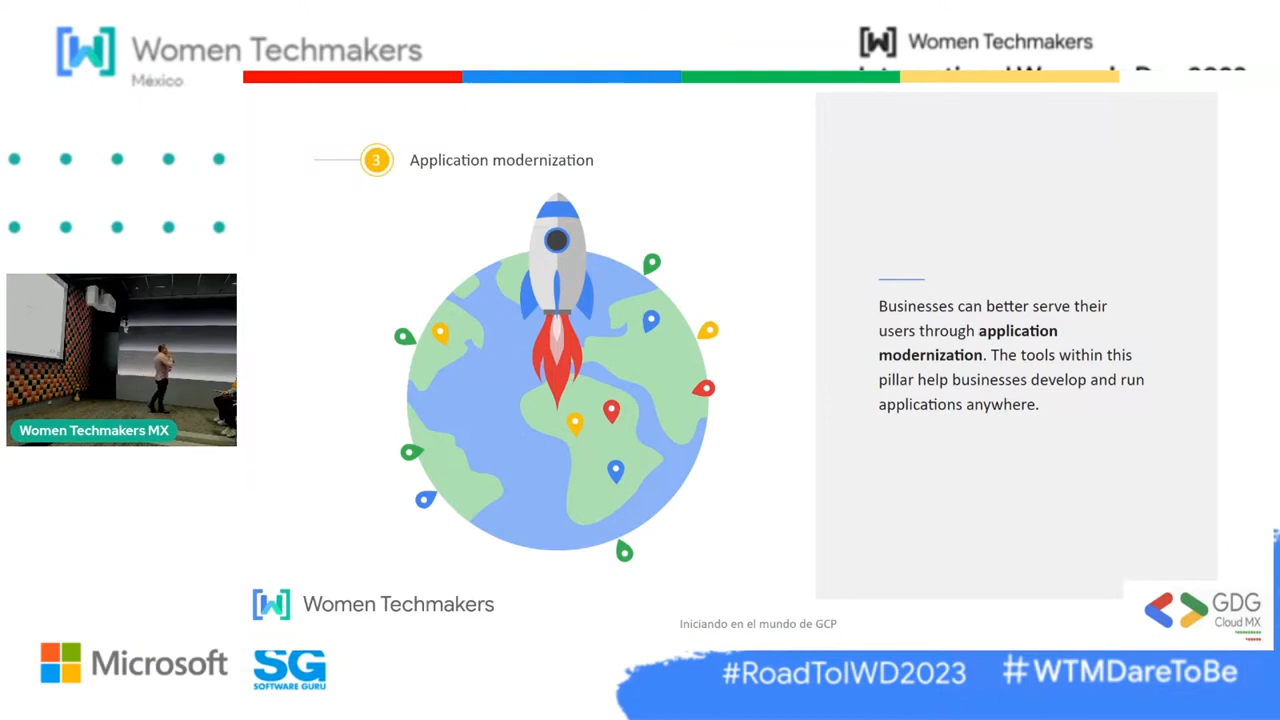 Women Techmakers
México
Women Techmakers
3 Application modernization
Businesses can better serve their
users through application
modernization. The tools within this
pillar help businesses develop and run
applications anywhere.
Women Techmakers MX
Women Techmakers
Iniciando en el mundo de GCP
GDG
Cloud MX
Microsoft
SG
SOFTWARE GURU
#RoadToIWD2023
#WTMDareToBe